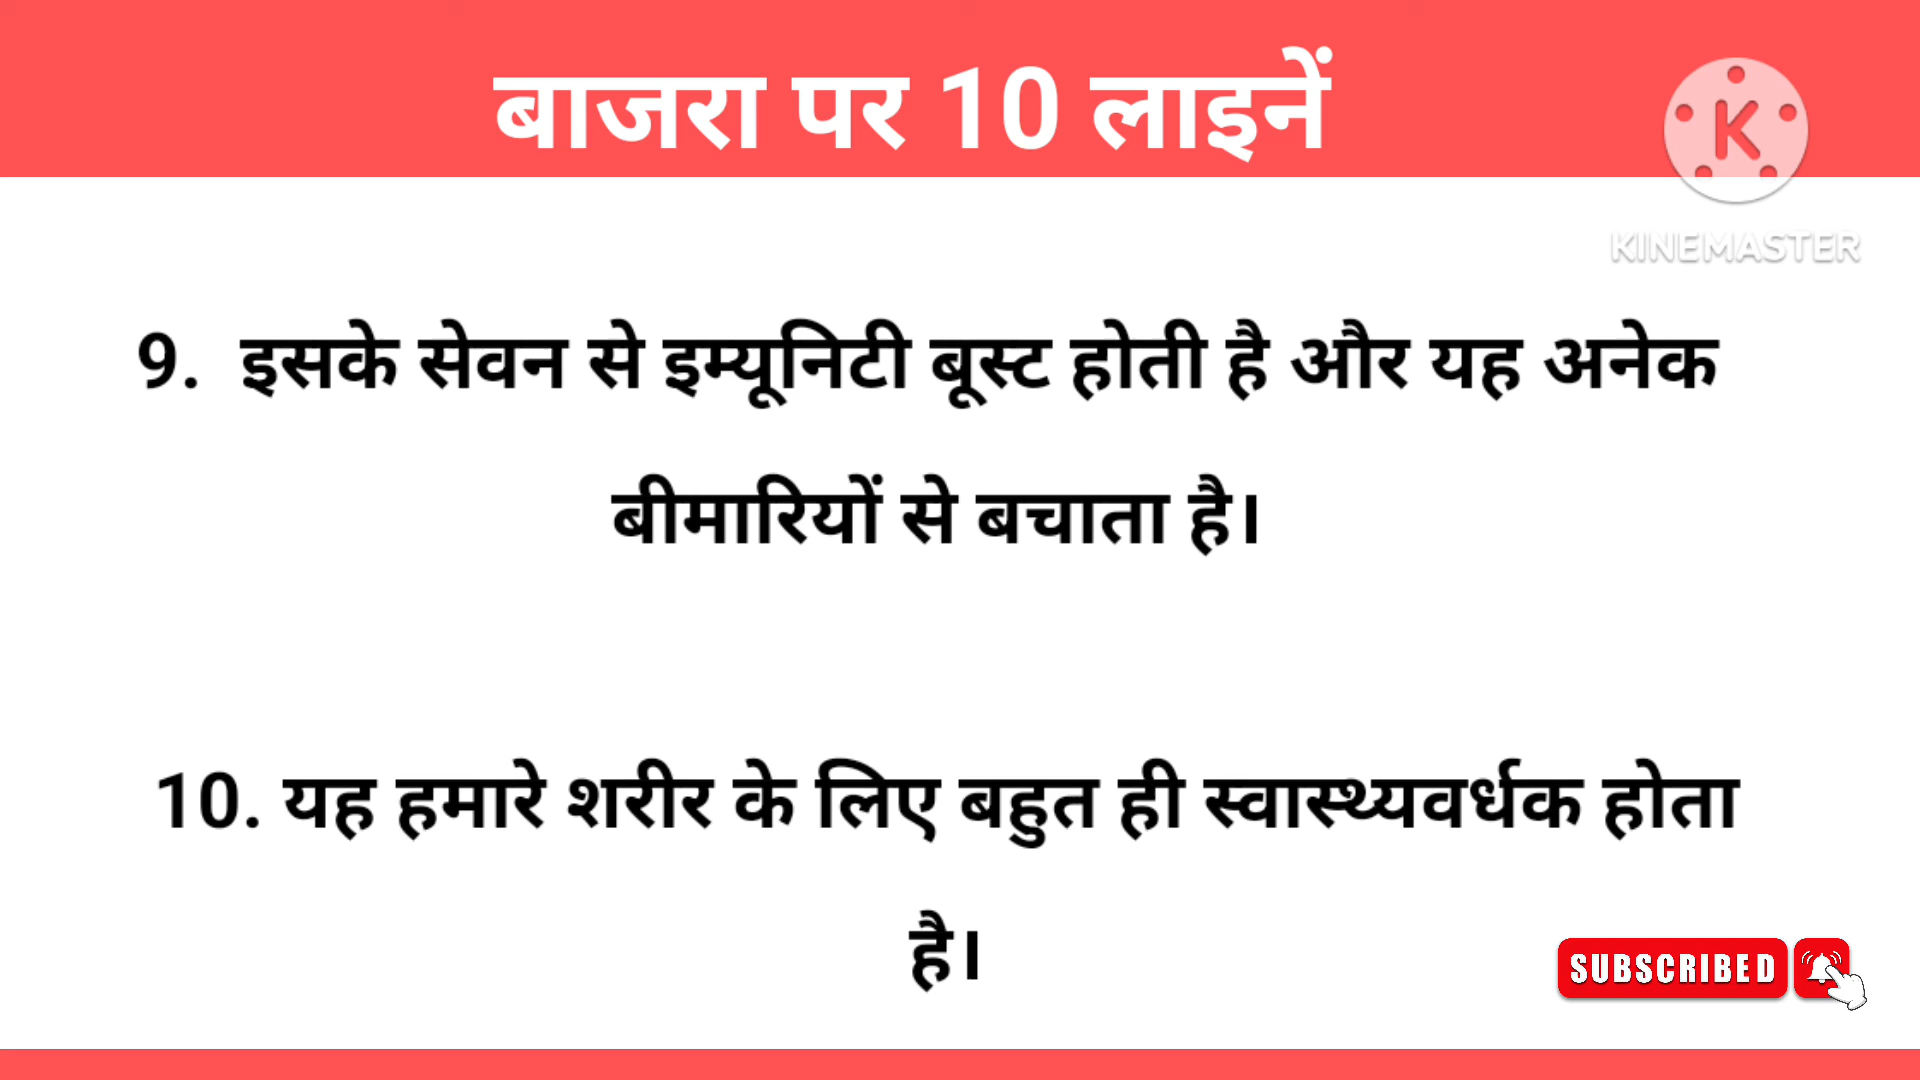 बाजरा पर 10 लाइनें
K
KINEMASTER
9. इसके सेवन से इम्यूनिटी बूस्ट होती है और यह अनेक
बीमारियों से बचाता है।
10. यह हमारे शरीर के लिए बहुत ही स्वास्थ्यवर्धक होता
है।
SUBSCRIBED